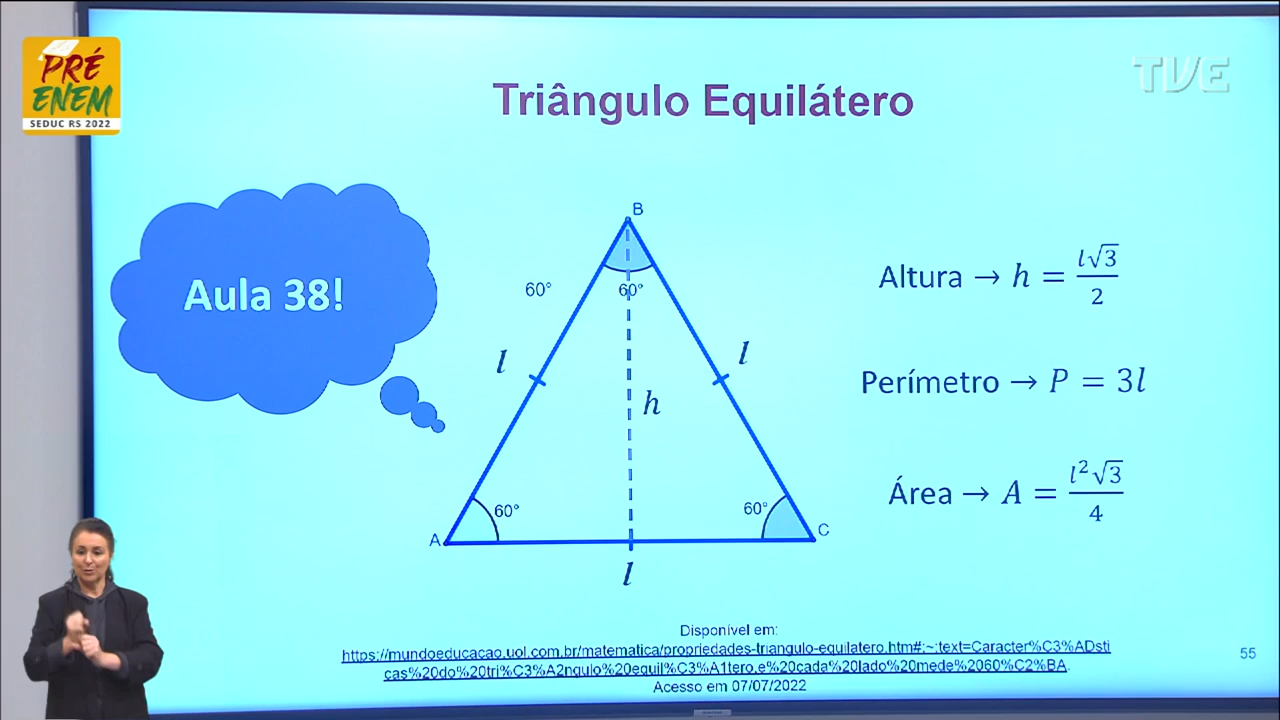 PRÉ
ENEM
SEDUC RS 2022
TVE
Triângulo Equilátero
Aula 38!
B
60°
60°
l
l
h
60°
60°
A
C
l
Altura → h = l√3/2
Perímetro → P = 3l
Área → A = l²√3/4
Disponível em:
https://mundoeducacao.uol.com.br/matematica/propriedades-triangulo-equilatero.htm#:~:text=Caracter%C3%ADsti
cas%20do%20tri%C3%A2ngulo%20equil%C3%A1tero,e%20cada%20lado%20mede%2060%C2%BA.
Acesso em 07/07/2022
55